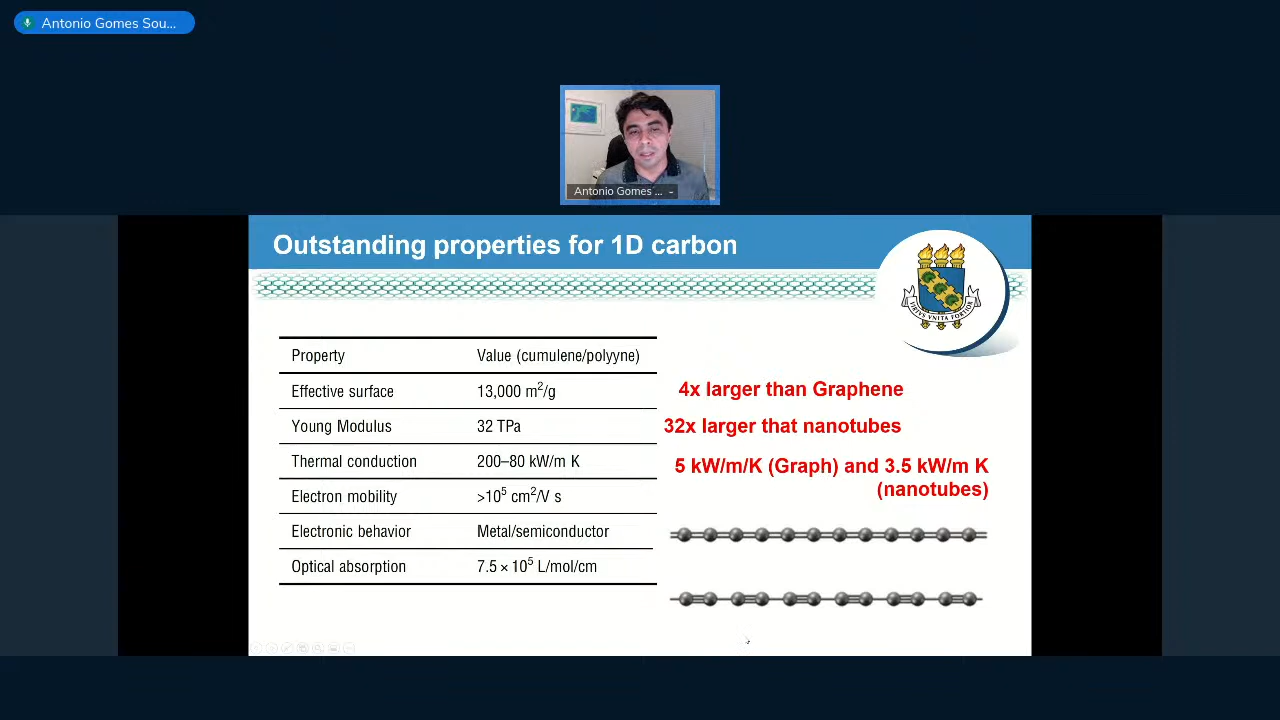 Antonio Gomes Sou...
Antonio Gomes ...
Outstanding properties for 1D carbon
VIRTVS VNITA FORTIOR
Property Value (cumulene/polyyne)
Effective surface 13,000 m²/g
4x larger than Graphene
Young Modulus 32 TPa
32x larger that nanotubes
Thermal conduction 200–80 kW/m K
5 kW/m/K (Graph) and 3.5 kW/m K
(nanotubes)
Electron mobility >10⁵ cm²/V s
Electronic behavior Metal/semiconductor
Optical absorption 7.5 × 10⁵ L/mol/cm